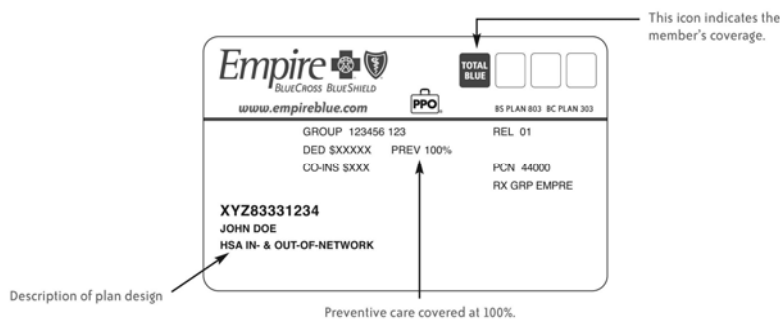 This icon indicates the
member's coverage.
Empire
BLUECROSS BLUESHIELD
www.empireblue.com
PPO
TOTAL
BLUE
BS PLAN 803 BC PLAN 303
GROUP 123456 123 REL 01
DED $XXXXX PREV 100%
CO-INS $XXX PCN 44000
RX GRP EMPRE
XYZ83331234
JOHN DOE
HSA IN- & OUT-OF-NETWORK
Description of plan design
Preventive care covered at 100%.